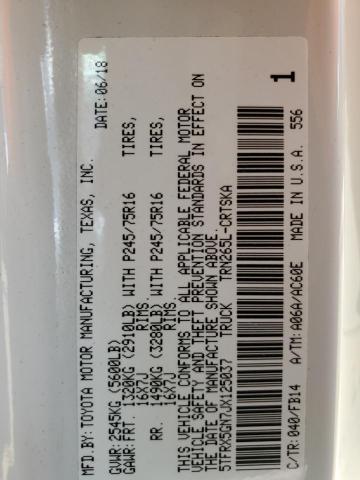 MFD.BY: TOYOTA MOTOR MANUFACTURING, TEXAS, INC.
DATE: 06/18
GVWR: 2545KG (5600LB)
GAWR: FRT. 1320KG (2910LB) WITH P245/75R16 TIRES,
16X7J RIMS.
RR. 1490KG (3280LB) WITH P245/75R16 TIRES,
16X7J RIMS.
THIS VEHICLE CONFORMS TO ALL APPLICABLE FEDERAL MOTOR
VEHICLE SAFETY AND THEFT PREVENTION STANDARDS IN EFFECT ON
THE DATE OF MANUFACTURE SHOWN ABOVE.
5TFRX5GN7JX125037 TRUCK TRN265L-CRTSKA
1
C/TR: 040/FB14 A/TM: A06A/AC60E MADE IN U.S.A. 556